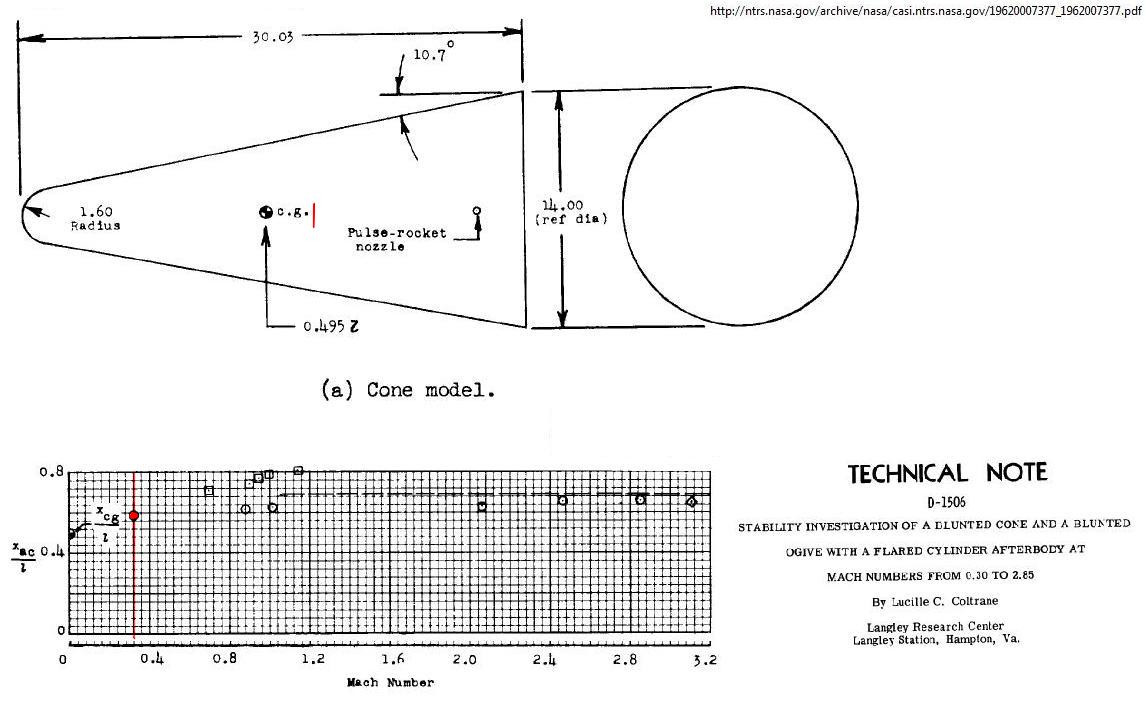 http://ntrs.nasa.gov/archive/nasa/casi.ntrs.nasa.gov/19620007377_1962007377.pdf
30.03
10.7°
1.60
Radius
c.g.
Pulse-rocket
nozzle
14.00
(ref dia)
0.495 l
(a) Cone model.
0.8
xcg
l
xac
l
0.4
0
0 0.4 0.8 1.2 1.6 2.0 2.4 2.8 3.2
Mach Number
TECHNICAL NOTE
D-1506
STABILITY INVESTIGATION OF A BLUNTED CONE AND A BLUNTED
OGIVE WITH A FLARED CYLINDER AFTERBODY AT
MACH NUMBERS FROM 0.30 TO 2.85
By Lucille C. Coltrane
Langley Research Center
Langley Station, Hampton, Va.